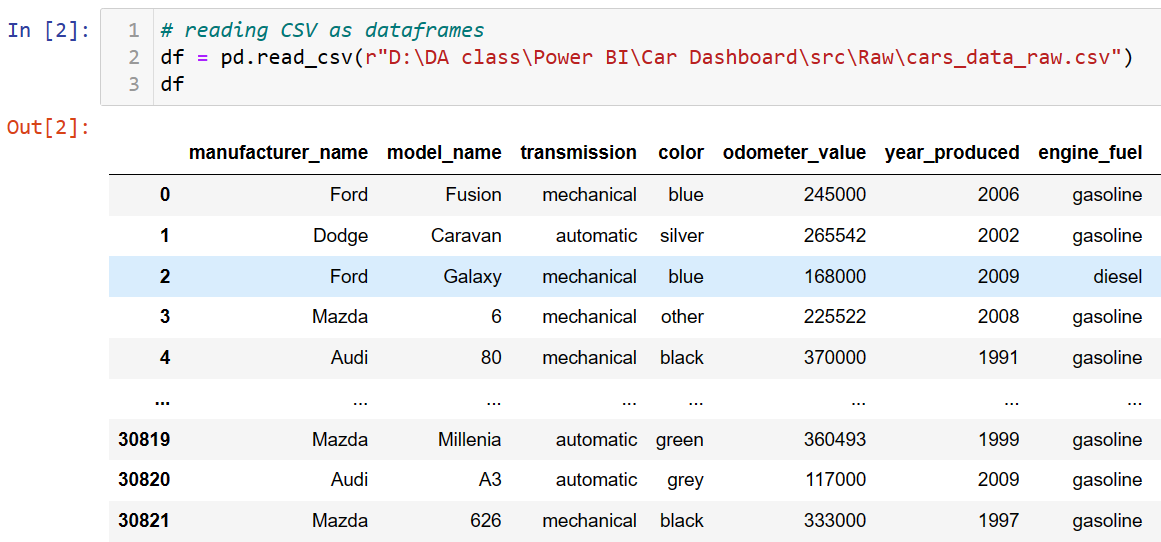 In [2]:
1 # reading CSV as dataframes
2 df = pd.read_csv(r"D:\DA class\Power BI\Car Dashboard\src\Raw\cars_data_raw.csv")
3 df
Out[2]:
manufacturer_name model_name transmission color odometer_value year_produced engine_fuel
0 Ford Fusion mechanical blue 245000 2006 gasoline
1 Dodge Caravan automatic silver 265542 2002 gasoline
2 Ford Galaxy mechanical blue 168000 2009 diesel
3 Mazda 6 mechanical other 225522 2008 gasoline
4 Audi 80 mechanical black 370000 1991 gasoline
... ... ... ... ... ... ... ...
30819 Mazda Millenia automatic green 360493 1999 gasoline
30820 Audi A3 automatic grey 117000 2009 gasoline
30821 Mazda 626 mechanical black 333000 1997 gasoline